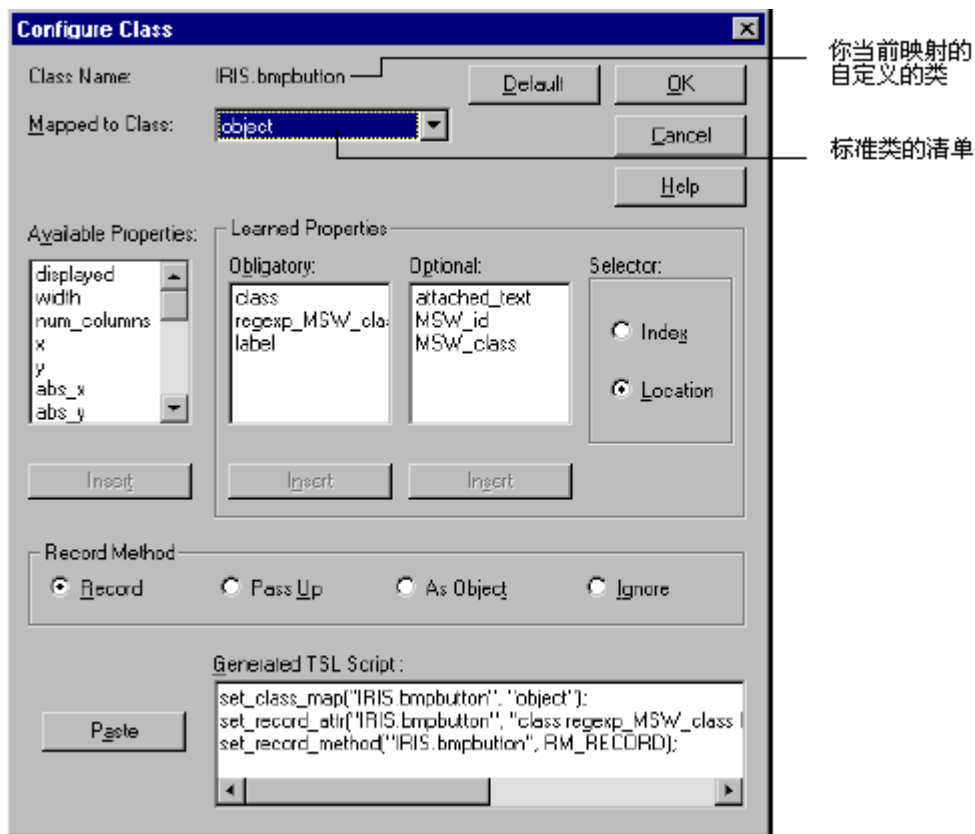 Configure Class
Class Name: IRIS.bmpbutton
你当前映射的
自定义的类
Default OK
Mapped to Class: object
Cancel
标准类的清单
Help
Available Properties:
Learned Properties
Obligatory: Optional: Selector:
displayed
width
num_columns
x
y
abs_x
abs_y
class
regexp_MSW_cla
label
attached_text
MSW_id
MSW_class
Index
Location
Insert Insert Insert
Record Method
Record Pass Up As Object Ignore
Generated TSL Script :
Paste
set_class_map("IRIS.bmpbutton", "object");
set_record_attr("IRIS.bmpbutton", "class regexp_MSW_class l
set_record_method("IRIS.bmpbutton", RM_RECORD);